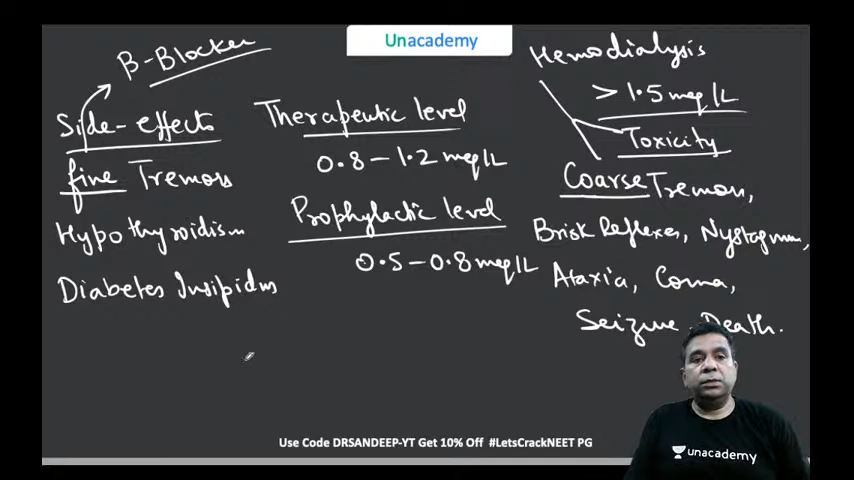 β-Blocker
Unacademy
Side-effects
fine Tremors
Hypothyroidism
Diabetes Insipidus
Therapeutic level
0.8 - 1.2 meq/L
Prophylactic level
0.5 - 0.8 meq/L
Hemodialysis
> 1.5 meq/L
Toxicity
Coarse Tremors,
Brisk Reflexes, Nystagmus,
Ataxia, Coma,
Seizure, Death.
unacademy
Use Code DRSANDEEP-YT Get 10% Off #LetsCrackNEET PG